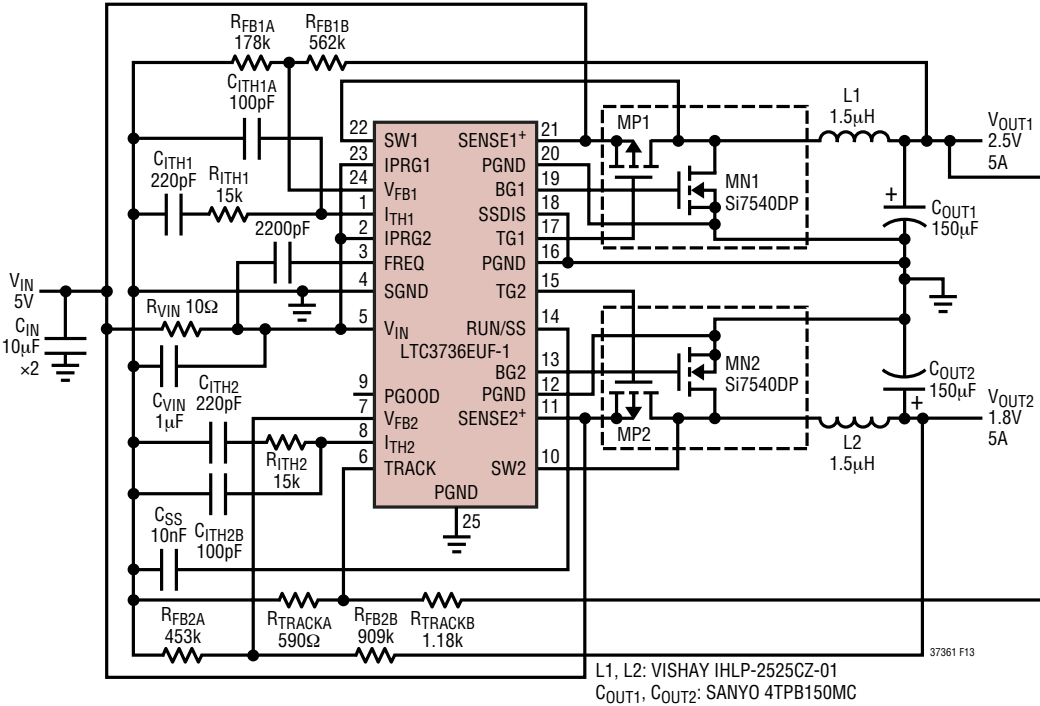 RFB1A
178k
RFB1B
562k
CITH1A
100pF
CITH1
220pF
RITH1
15k
2200pF
VIN
5V
CIN
10µF
×2
RVIN 10Ω
CVIN
1µF
CITH2
220pF
RITH2
15k
CITH2B
100pF
CSS
10nF
RFB2A
453k
RTRACKA
590Ω
RFB2B
909k
RTRACKB
1.18k
22
23
24
1
2
3
4
5
9
7
8
6
SW1
IPRG1
VFB1
ITH1
IPRG2
FREQ
SGND
VIN
LTC3736EUF-1
PGOOD
VFB2
ITH2
TRACK
PGND
25
SENSE1+
PGND
BG1
SSDIS
TG1
PGND
TG2
RUN/SS
BG2
PGND
SENSE2+
SW2
21
20
19
18
17
16
15
14
13
12
11
10
MP1
MN1
Si7540DP
MN2
Si7540DP
MP2
L1
1.5µH
VOUT1
2.5V
5A
+
COUT1
150µF
COUT2
150µF
+
VOUT2
1.8V
5A
L2
1.5µH
37361 F13
L1, L2: VISHAY IHLP-2525CZ-01
COUT1, COUT2: SANYO 4TPB150MC